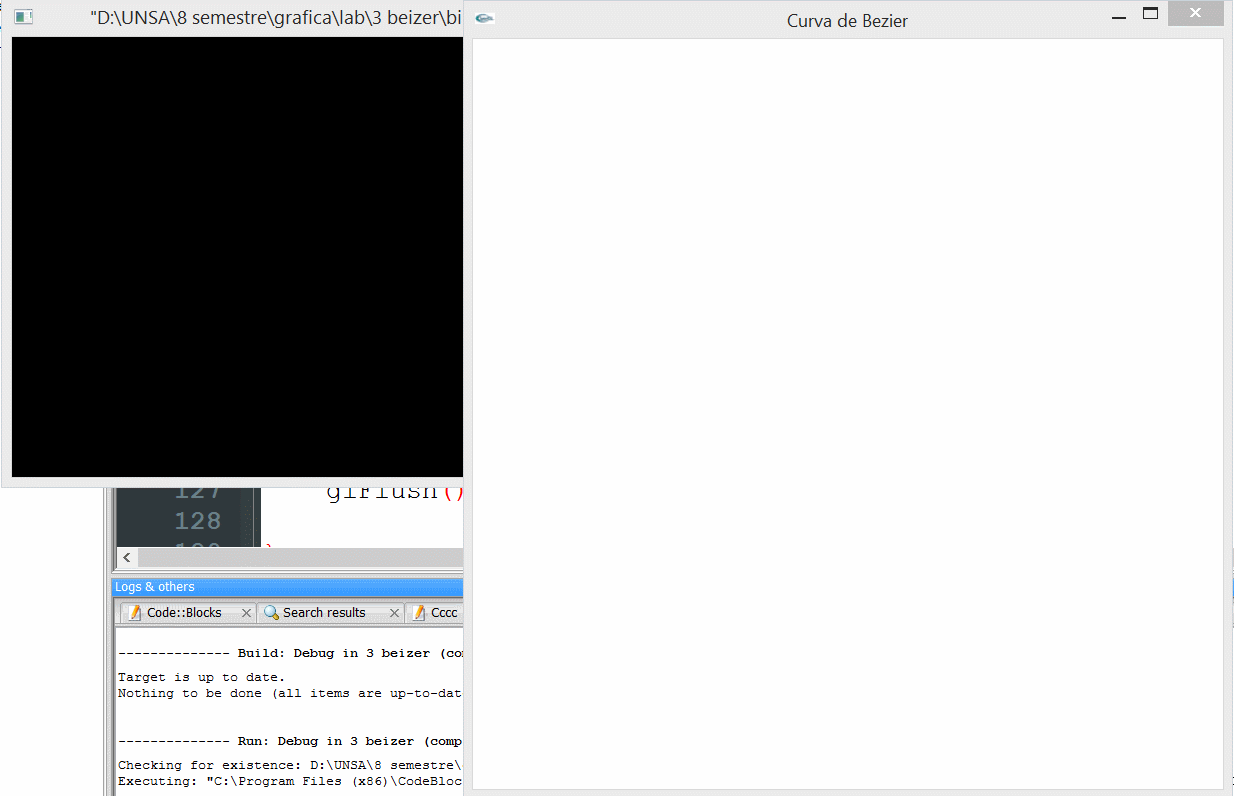 "D:\UNSA\8 semestre\grafica\lab\3 beizer\bi
Curva de Bezier
127 glFlush()
128
Logs & others
Code::Blocks
Search results
Cccc
-------------- Build: Debug in 3 beizer (com
Target is up to date.
Nothing to be done (all items are up-to-dat
-------------- Run: Debug in 3 beizer (comp
Checking for existence: D:\UNSA\8 semestre\
Executing: "C:\Program Files (x86)\CodeBloc